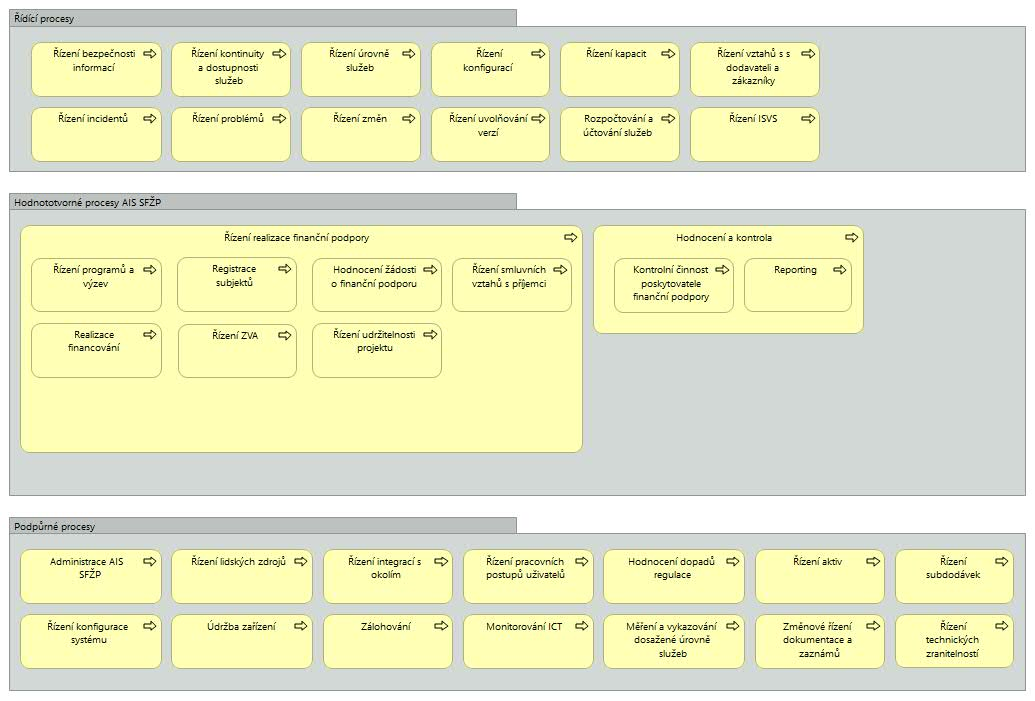 Řídící procesy
Řízení bezpečnosti
informací
Řízení kontinuity
a dostupnosti
služeb
Řízení úrovně
služeb
Řízení
konfigurací
Řízení kapacit
Řízení vztahů s s
dodavateli a
zákazníky
Řízení incidentů
Řízení problémů
Řízení změn
Řízení uvolňování
verzí
Rozpočtování a
účtování služeb
Řízení ISVS
Hodnototvorné procesy AIS SFŽP
Řízení realizace finanční podpory
Řízení programů a
výzev
Registrace
subjektů
Hodnocení žádosti
o finanční podporu
Řízení smluvních
vztahů s příjemci
Realizace
financování
Řízení ZVA
Řízení udržitelnosti
projektu
Hodnocení a kontrola
Kontrolní činnost
poskytovatele
finanční podpory
Reporting
Podpůrné procesy
Administrace AIS
SFŽP
Řízení lidských zdrojů
Řízení integrací s
okolím
Řízení pracovních
postupů uživatelů
Hodnocení dopadů
regulace
Řízení aktiv
Řízení
subdodávek
Řízení konfigurace
systému
Údržba zařízení
Zálohování
Monitorování ICT
Měření a vykazování
dosažené úrovně
služeb
Změnové řízení
dokumentace a
zaznámů
Řízení
technických
zranitelností